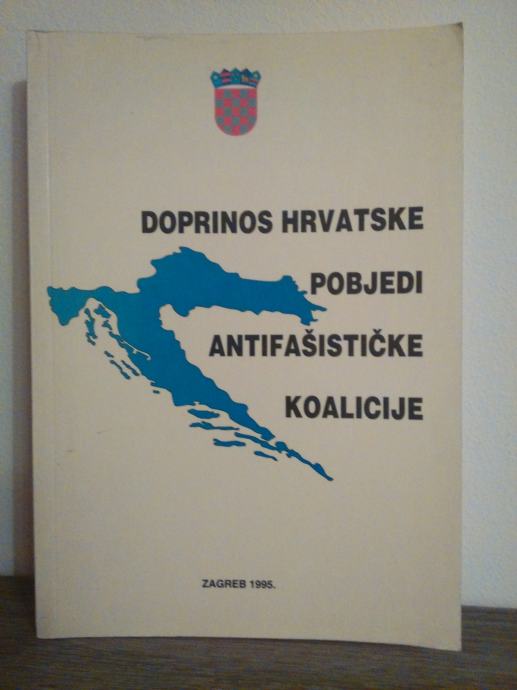 DOPRINOS HRVATSKE
POBJEDI
ANTIFAŠISTIČKE
KOALICIJE
ZAGREB 1995.